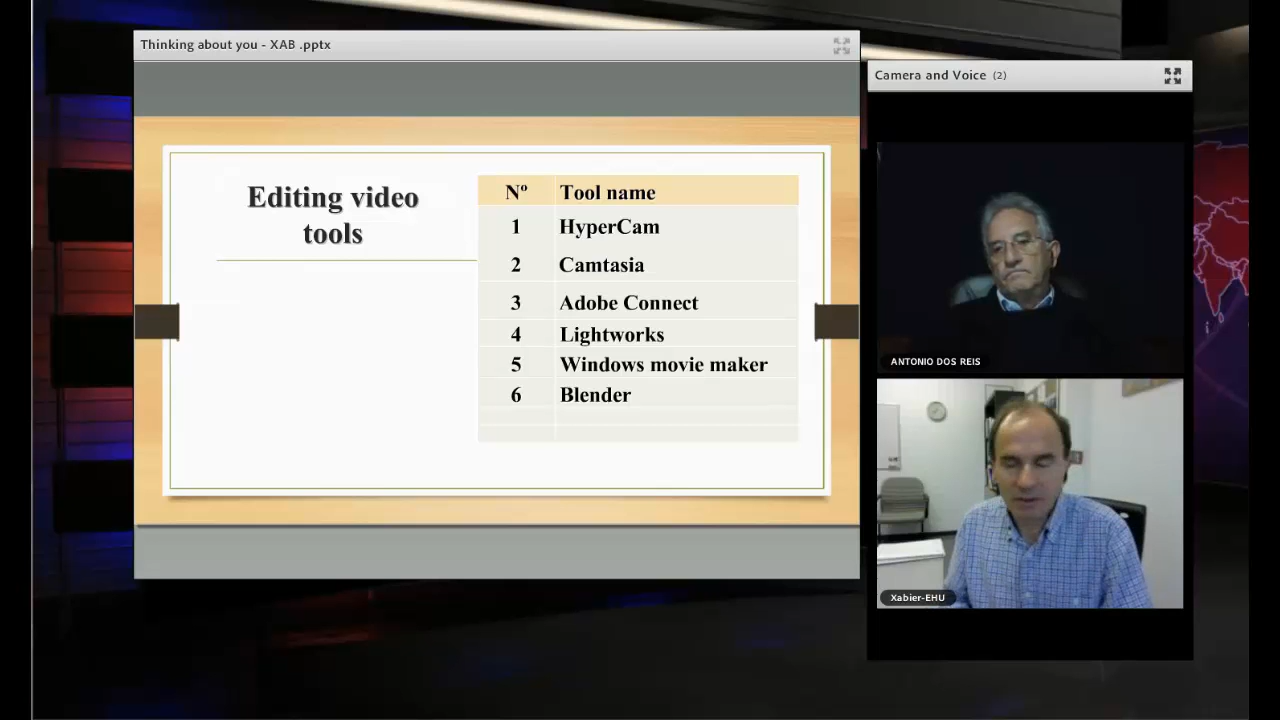 Thinking about you - XAB .pptx
Camera and Voice (2)
Editing video
tools
Nº Tool name
1 HyperCam
2 Camtasia
3 Adobe Connect
4 Lightworks
5 Windows movie maker
6 Blender
ANTONIO DOS REIS
Xabier-EHU